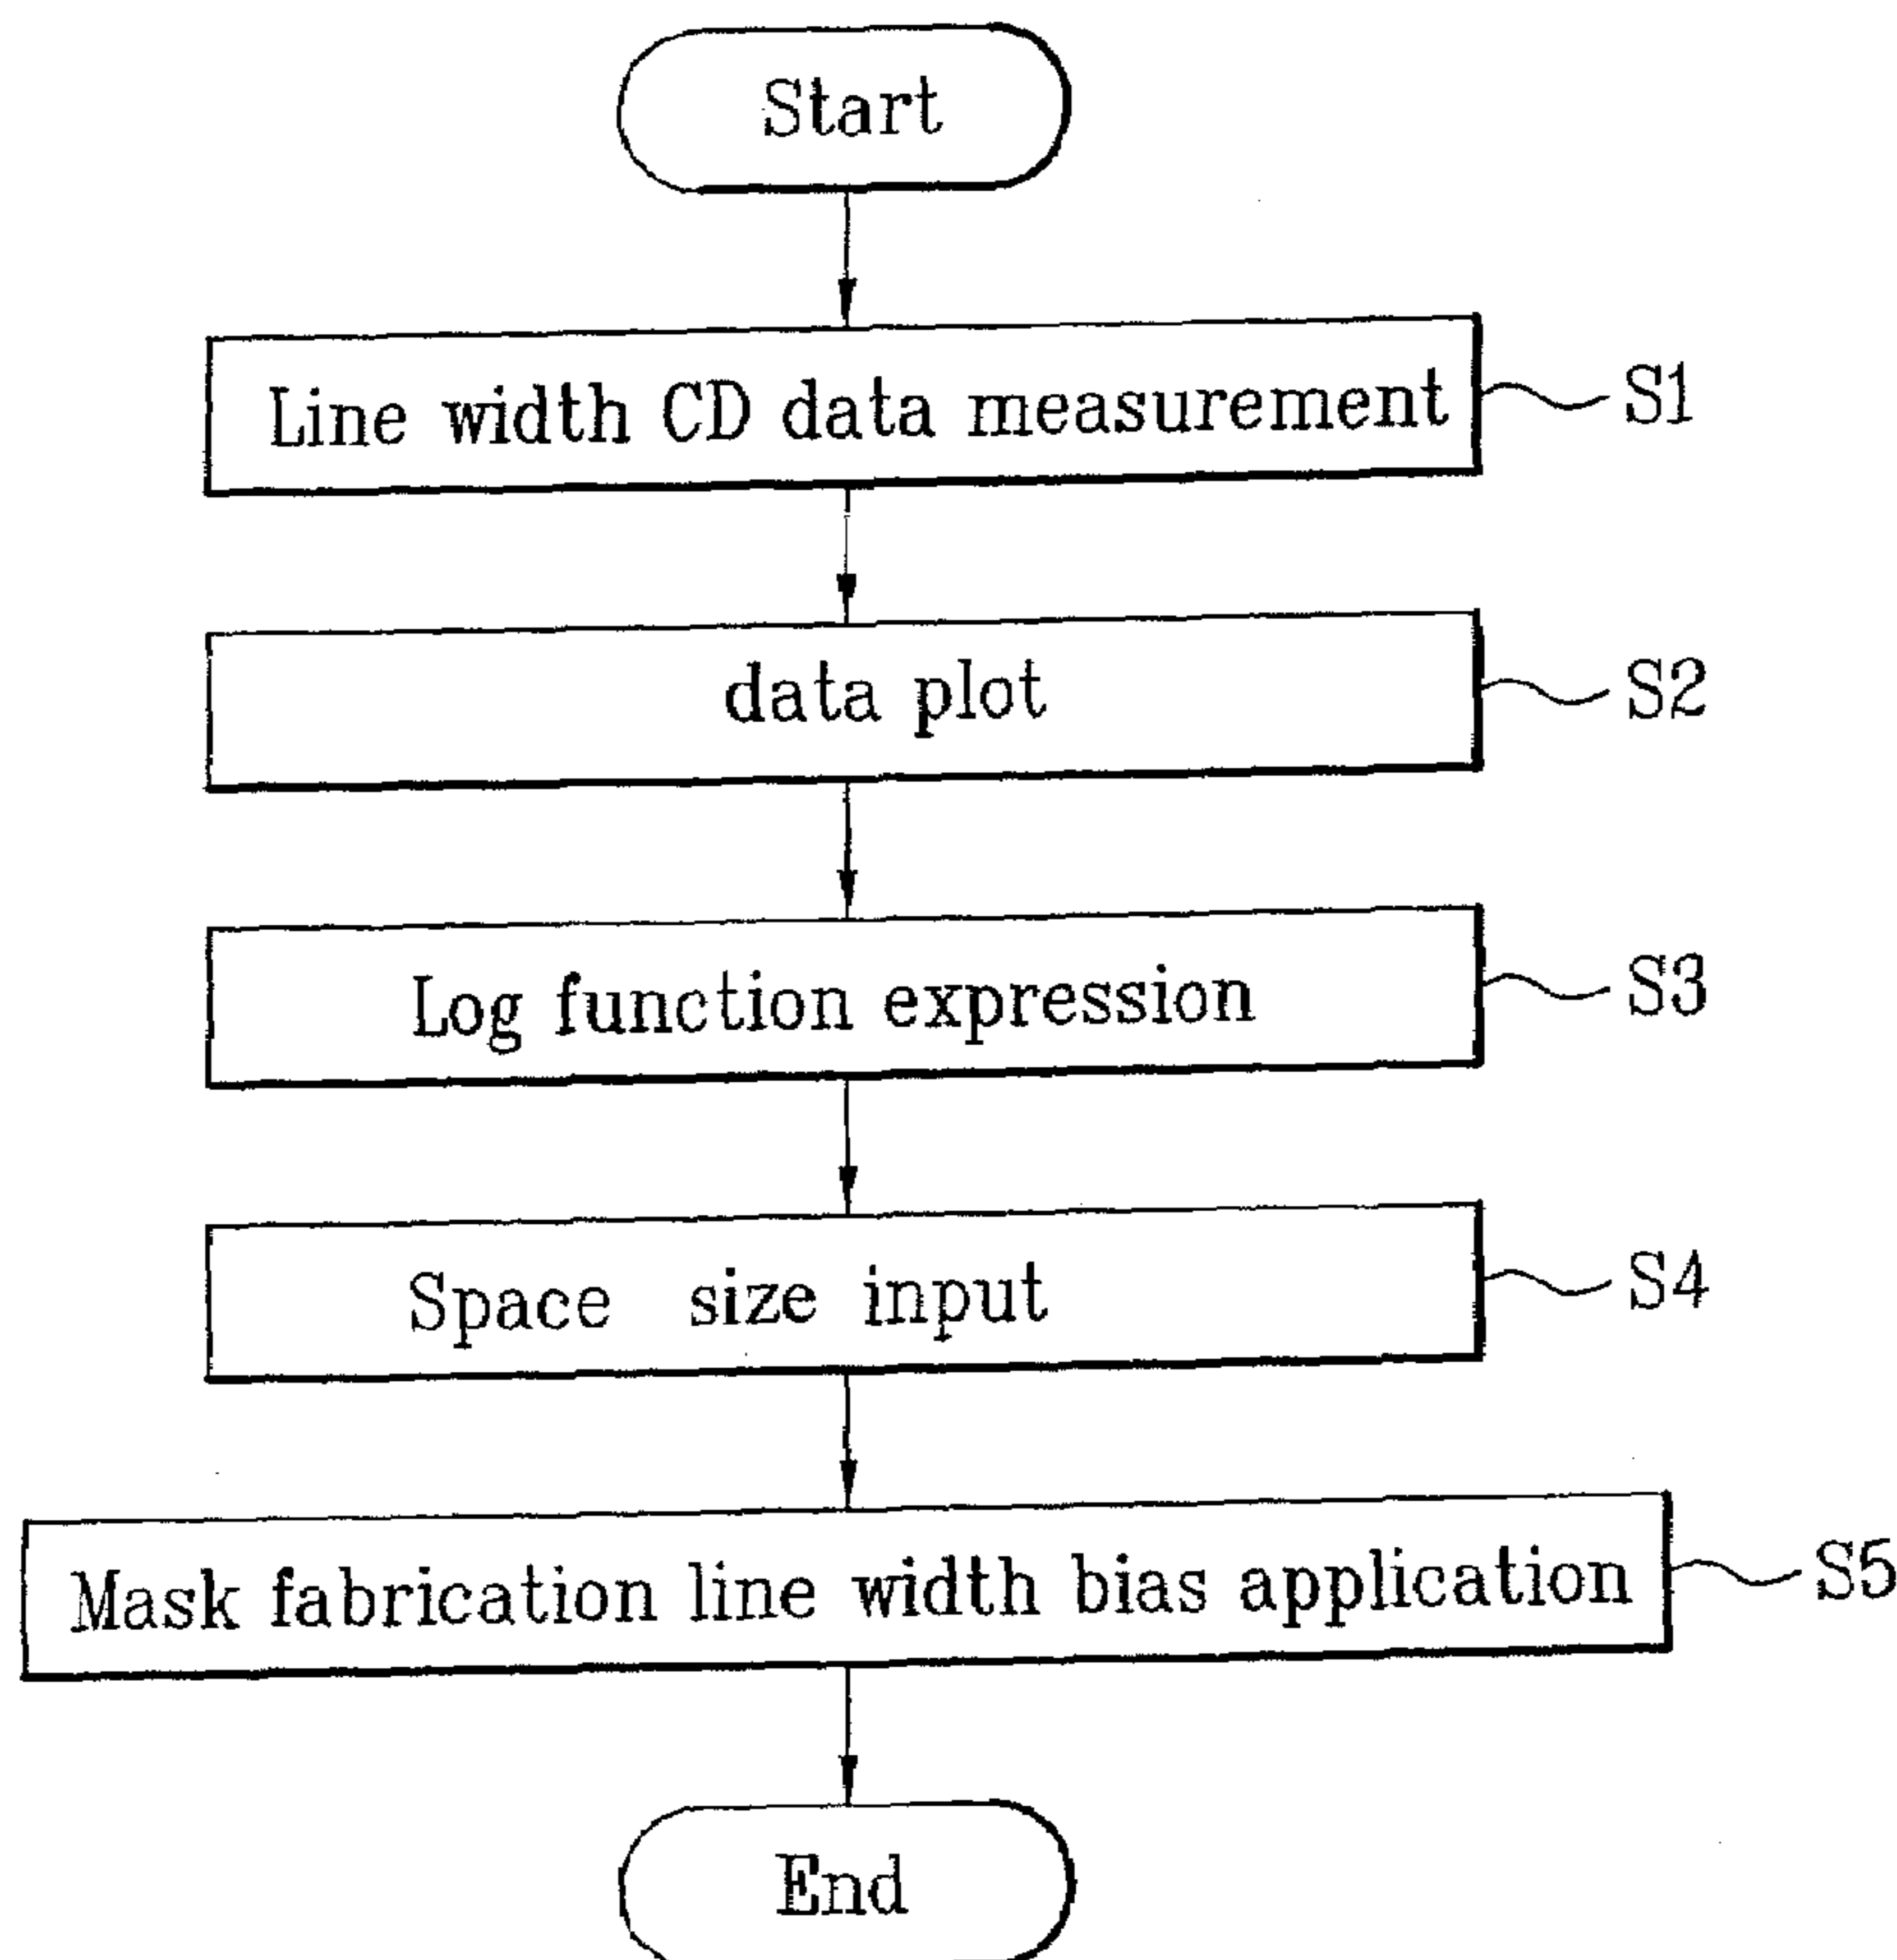 Start
Line width CD data measurement S1
data plot S2
Log function expression S3
Space size input S4
Mask fabrication line width bias application S5
End